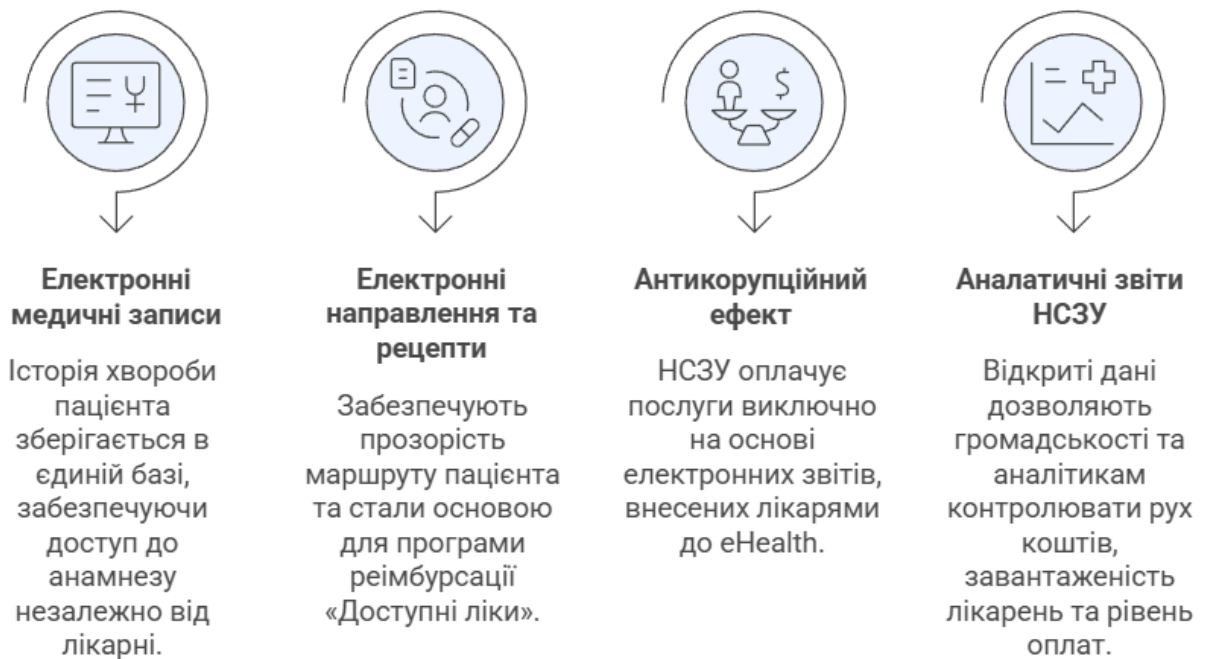 Електронні
медичні записи
Історія хвороби
пацієнта
зберігається в
єдиній базі,
забезпечуючи
доступ до
анамнезу
незалежно від
лікарні.
Електронні
направлення та
рецепти
Забезпечують
прозорість
маршруту пацієнта
та стали основою
для програми
реімбурсації
«Доступні ліки».
Антикорупційний
ефект
НСЗУ оплачує
послуги виключно
на основі
електронних звітів,
внесених лікарями
до eHealth.
Аналатичні звіти
НСЗУ
Відкриті дані
дозволяють
громадськості та
аналітикам
контролювати рух
коштів,
завантаженість
лікарень та рівень
оплат.